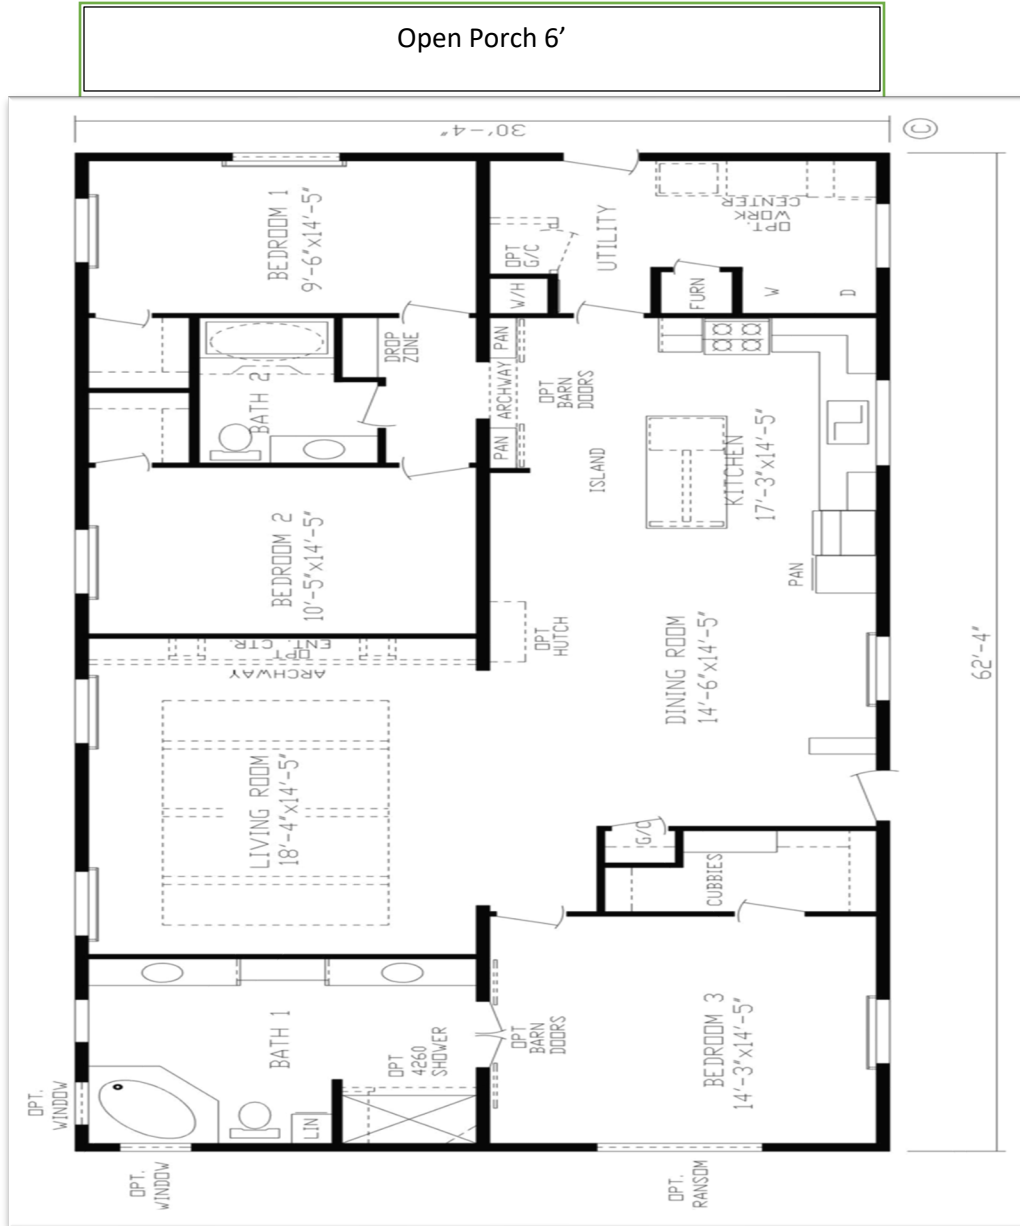 Open Porch 6’
30'-4"
©
BEDROOM 1
9'-6"x14'-5"
OPT
G/C
UTILITY
OPT.
WORK
CENTER
W/H
FURN
W
D
DROP
ZONE
BATH 2
PAN
ARCHWAY
PAN
OPT
BARN
DOORS
ISLAND
KITCHEN
17'-3"x14'-5"
PAN
BEDROOM 2
10'-5"x14'-5"
OPT
HUTCH
OPT.
ENT. CTR.
ARCHWAY
DINING ROOM
14'-6"x14'-5"
62'-4"
LIVING ROOM
18'-4"x14'-5"
G/C
CUBBIES
BATH 1
OPT
4260
SHOWER
OPT
BARN
DOORS
BEDROOM 3
14'-3"x14'-5"
LIN
OPT.
WINDOW
OPT.
WINDOW
OPT.
RANSOM